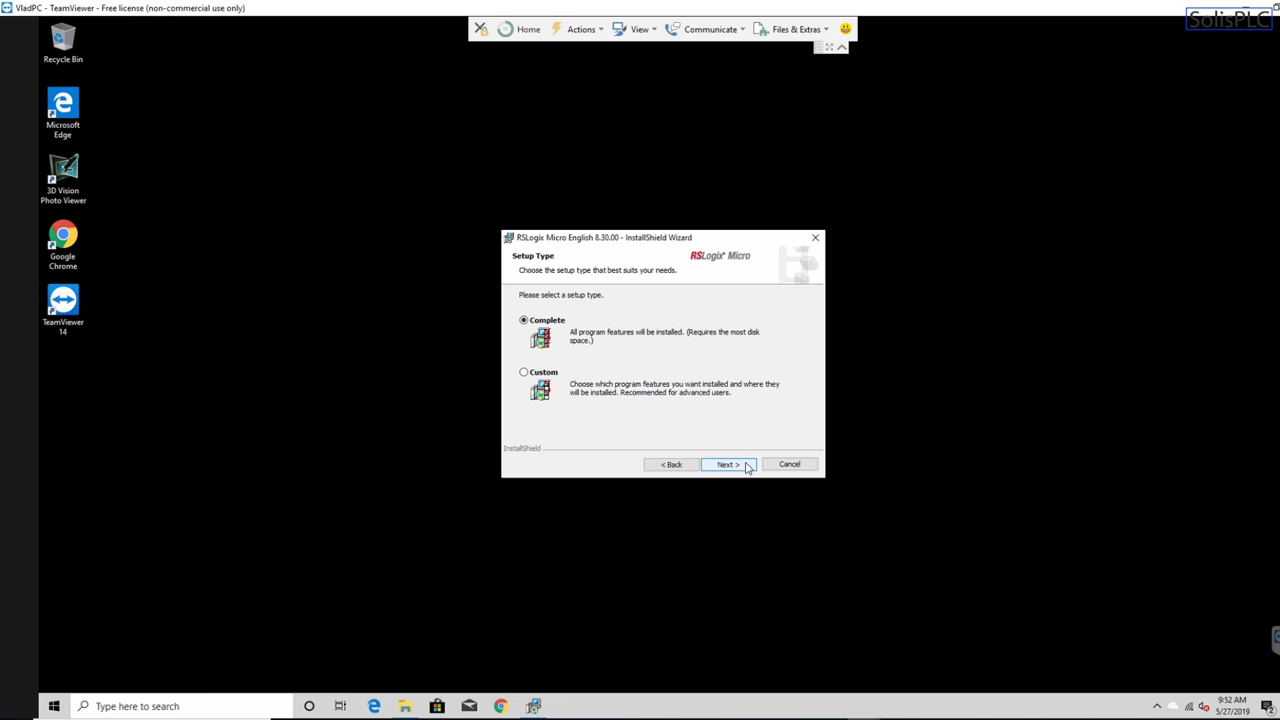 VladPC - TeamViewer - Free license (non-commercial use only)
SolisPLC
Home
Actions
View
Communicate
Files & Extras
Recycle Bin
Microsoft
Edge
3D Vision
Photo Viewer
Google
Chrome
TeamViewer
14
RSLogix Micro English 8.30.00 - InstallShield Wizard
Setup Type
RSLogix Micro
Choose the setup type that best suits your needs.
Please select a setup type.
Complete
All program features will be installed. (Requires the most disk
space.)
Custom
Choose which program features you want installed and where they
will be installed. Recommended for advanced users.
InstallShield
< Back
Next >
Cancel
Type here to search
9:52 AM
5/27/2019
2